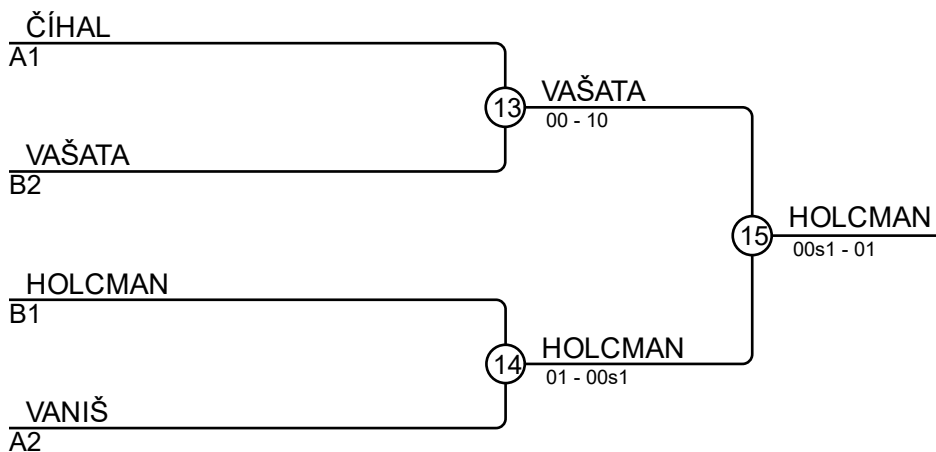 ČÍHAL
A1
13
VAŠATA
00 - 10
VAŠATA
B2
15
HOLCMAN
00s1 - 01
HOLCMAN
B1
14
HOLCMAN
01 - 00s1
VANIŠ
A2